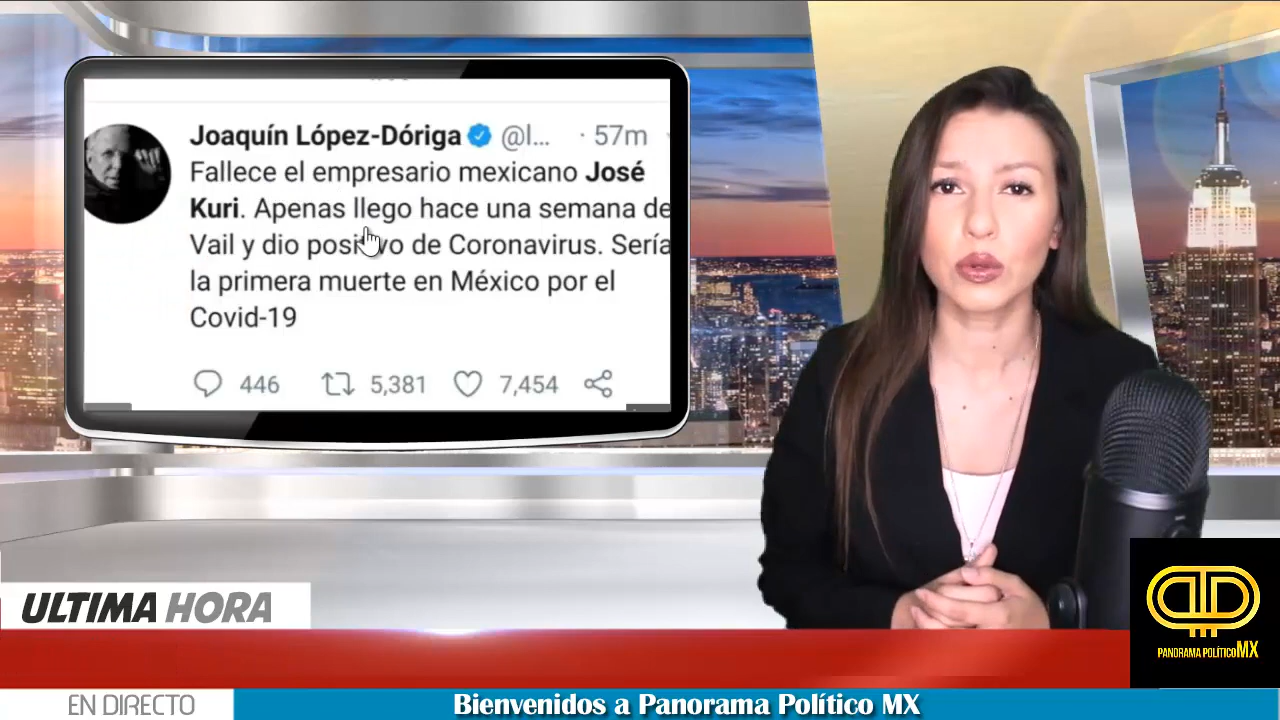 Joaquín López-Dóriga @l... · 57m
Fallece el empresario mexicano José
Kuri. Apenas llego hace una semana de
Vail y dio positivo de Coronavirus. Sería
la primera muerte en México por el
Covid-19
446 5,381 7,454
ULTIMA HORA
PANORAMA POLÍTICO MX
EN DIRECTO
Bienvenidos a Panorama Político MX